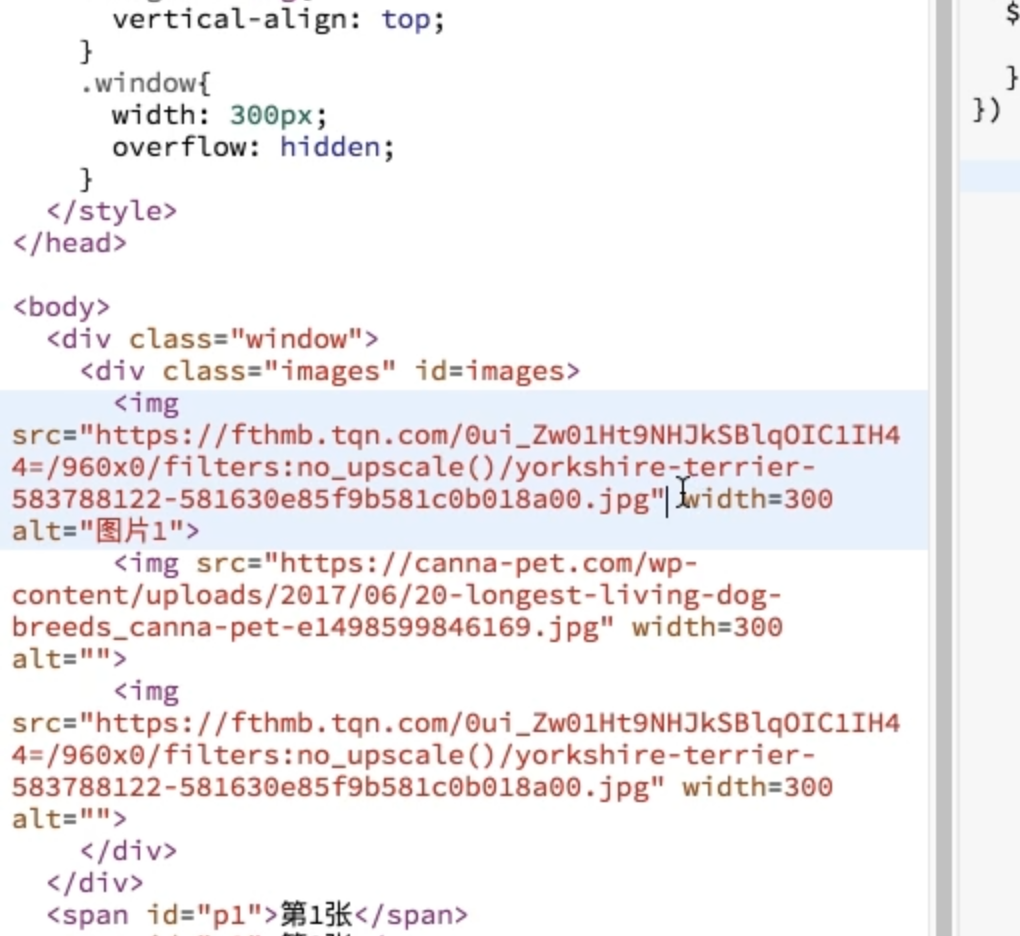 vertical-align: top;
}
.window{
width: 300px;
overflow: hidden;
}
</style>
</head>
<body>
<div class="window">
<div class="images" id=images>
<img
src="https://fthmb.tqn.com/0ui_Zw01Ht9NHJkSBlqOIC1IH4
4=/960x0/filters:no_upscale()/yorkshire-terrier-
583788122-581630e85f9b581c0b018a00.jpg" width=300
alt="图片1">
<img src="https://canna-pet.com/wp-
content/uploads/2017/06/20-longest-living-dog-
breeds_canna-pet-e1498599846169.jpg" width=300
alt="">
<img
src="https://fthmb.tqn.com/0ui_Zw01Ht9NHJkSBlqOIC1IH4
4=/960x0/filters:no_upscale()/yorkshire-terrier-
583788122-581630e85f9b581c0b018a00.jpg" width=300
alt="">
</div>
</div>
<span id="p1">第1张</span>
$
}
})